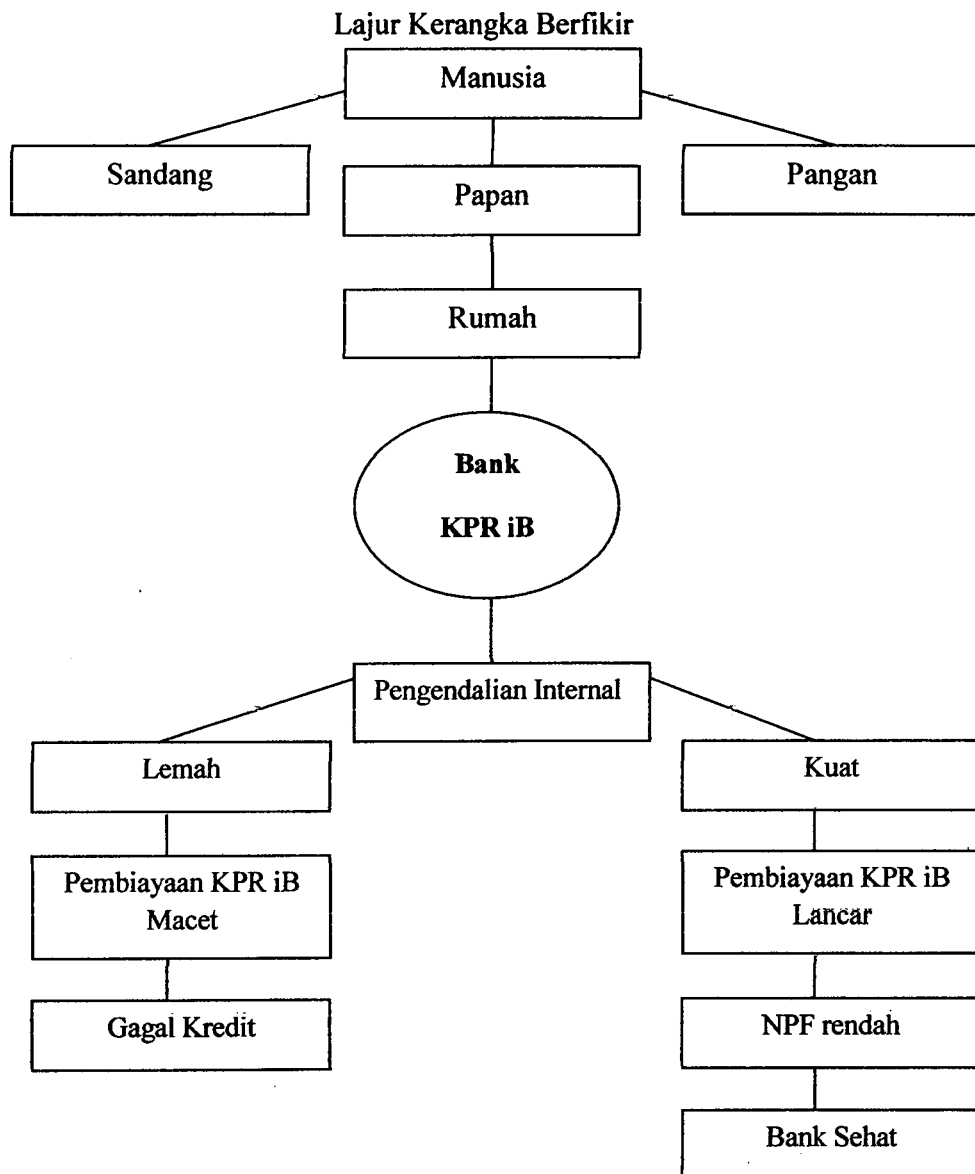 Lajur Kerangka Berfikir
Manusia
Sandang
Papan
Pangan
Rumah
Bank
KPR iB
Pengendalian Internal
Lemah
Kuat
Pembiayaan KPR iB
Macet
Pembiayaan KPR iB
Lancar
Gagal Kredit
NPF rendah
Bank Sehat